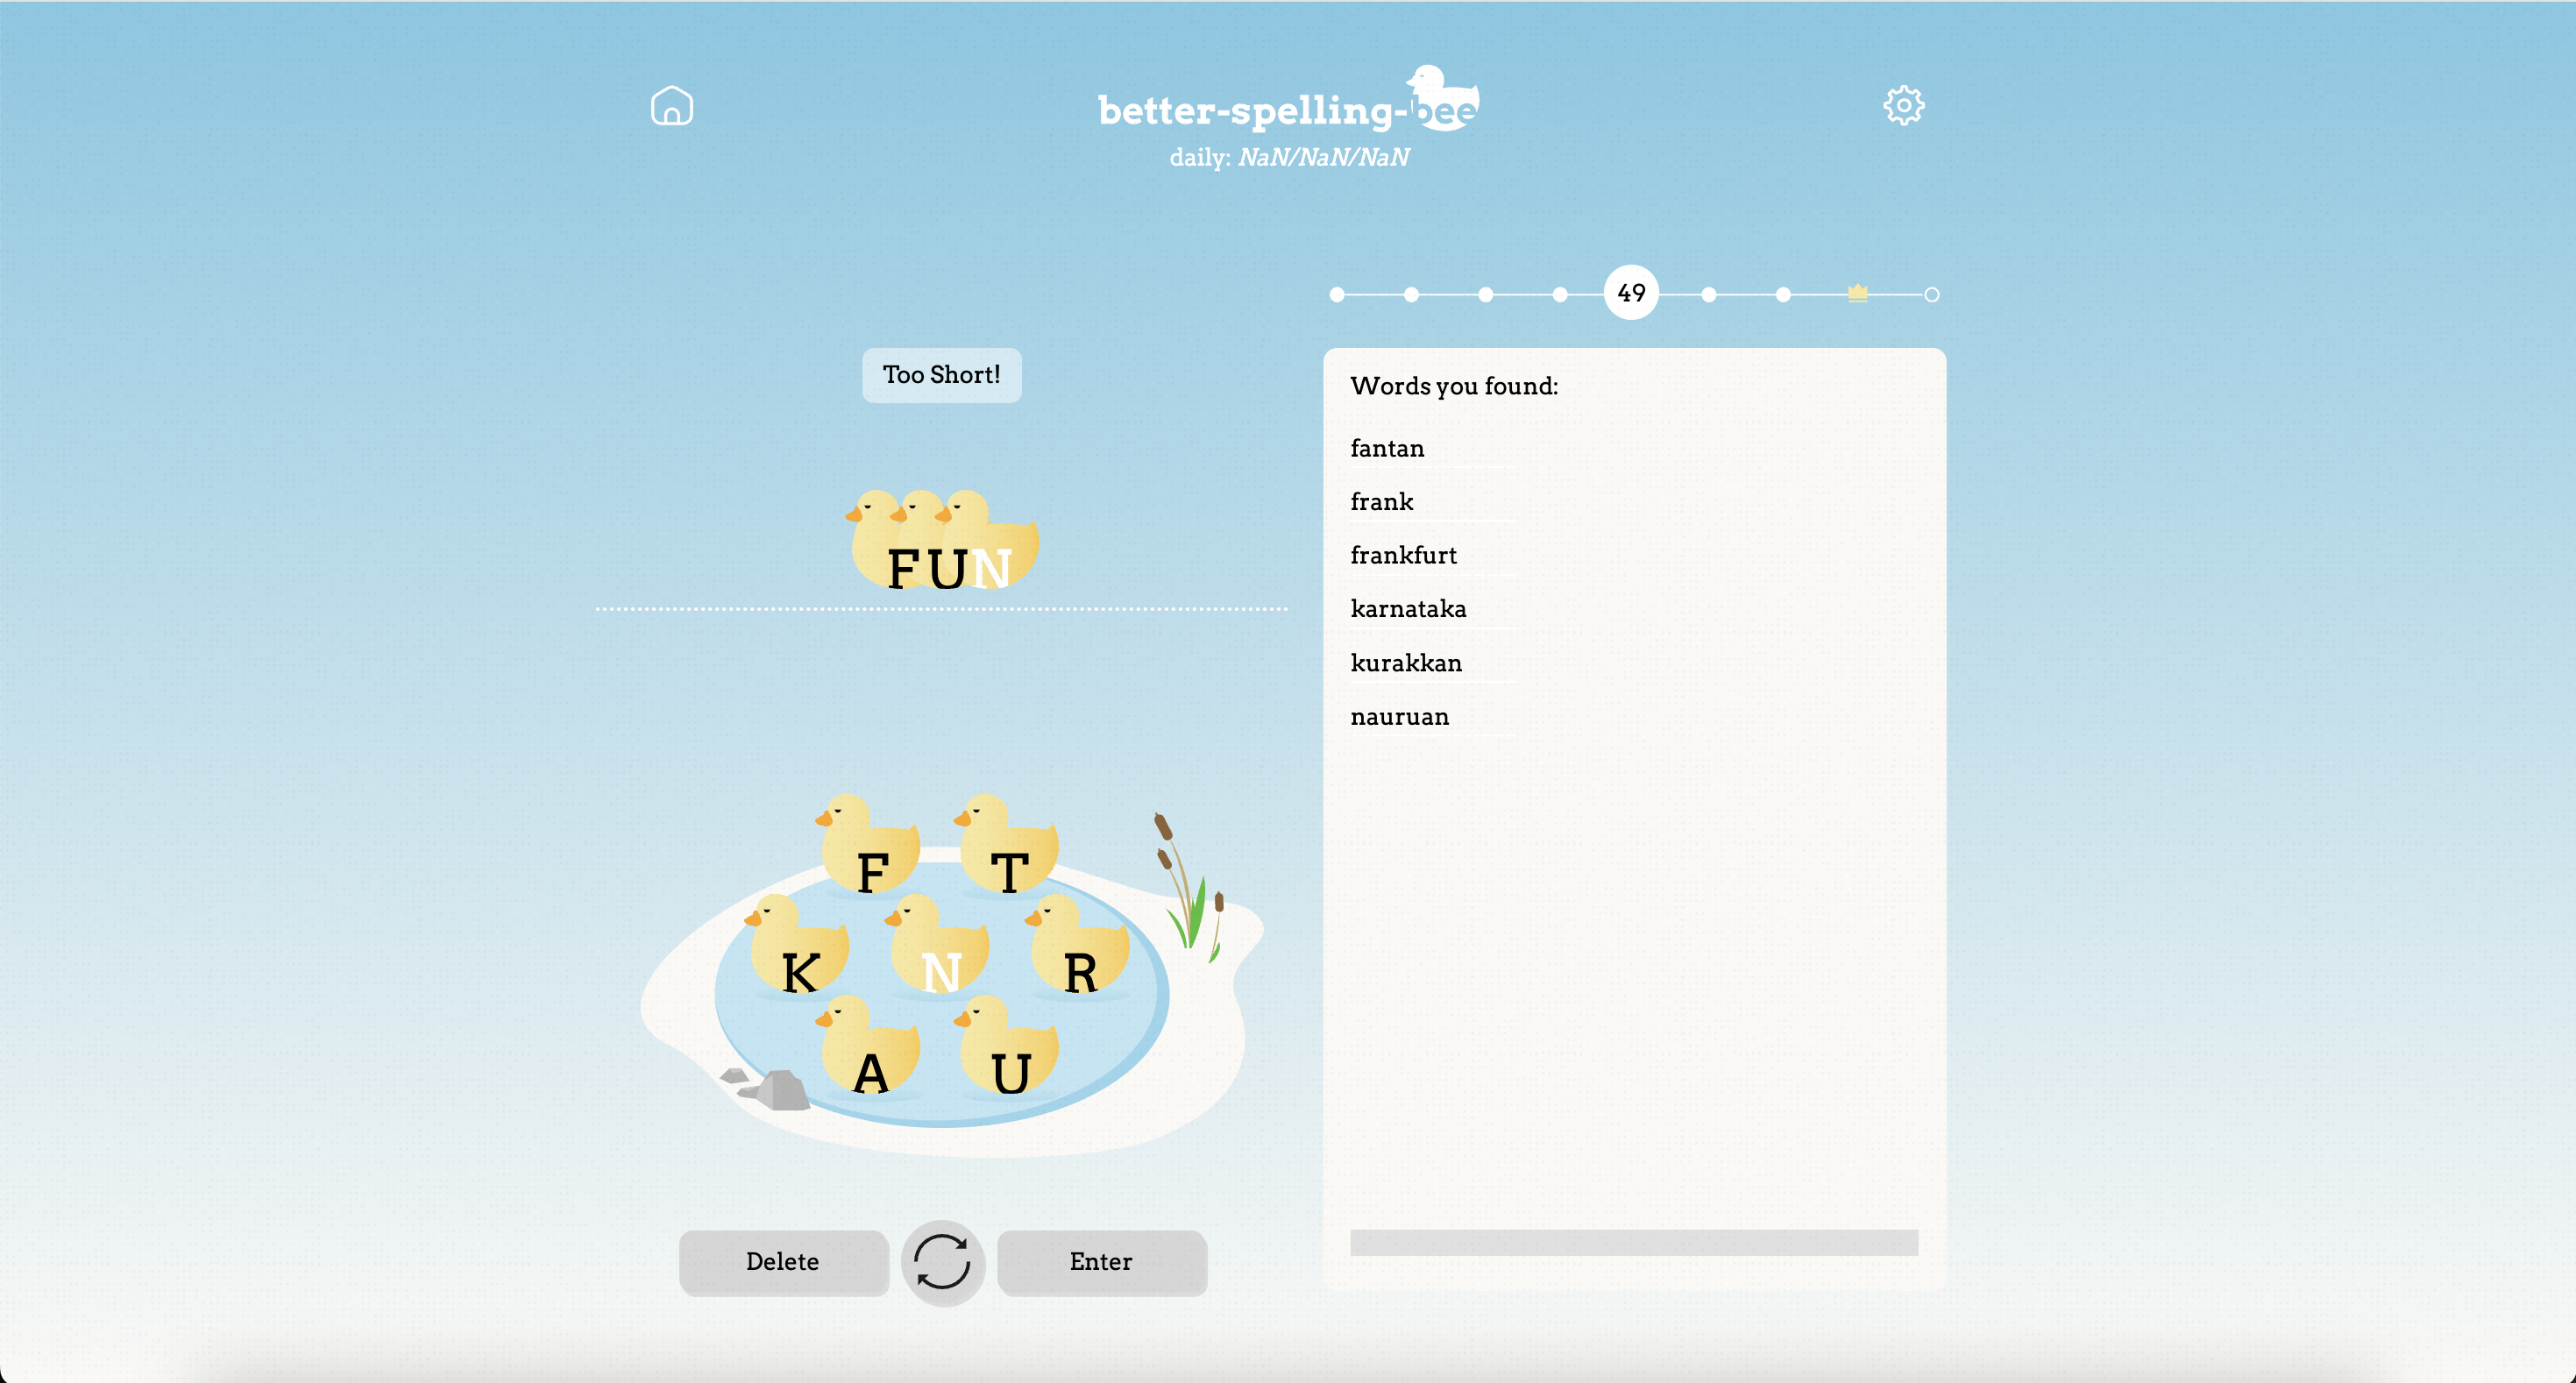 better-spelling-bee
daily: NaN/NaN/NaN
49
Too Short!
FUN
F T
K N R
A U
Delete
Enter
Words you found:
fantan
frank
frankfurt
karnataka
kurakkan
nauruan